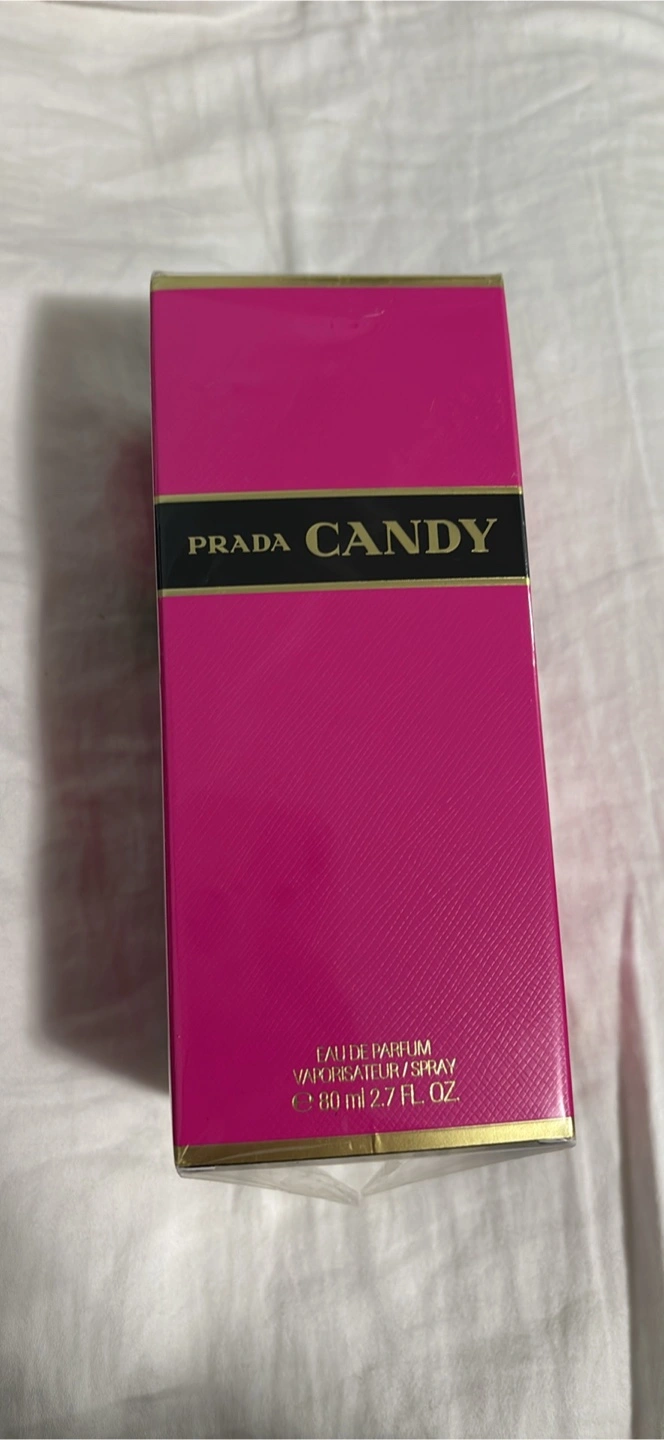 PRADA CANDY
EAU DE PARFUM
VAPORISATEUR / SPRAY
℮ 80 ml 2.7 FL. OZ.